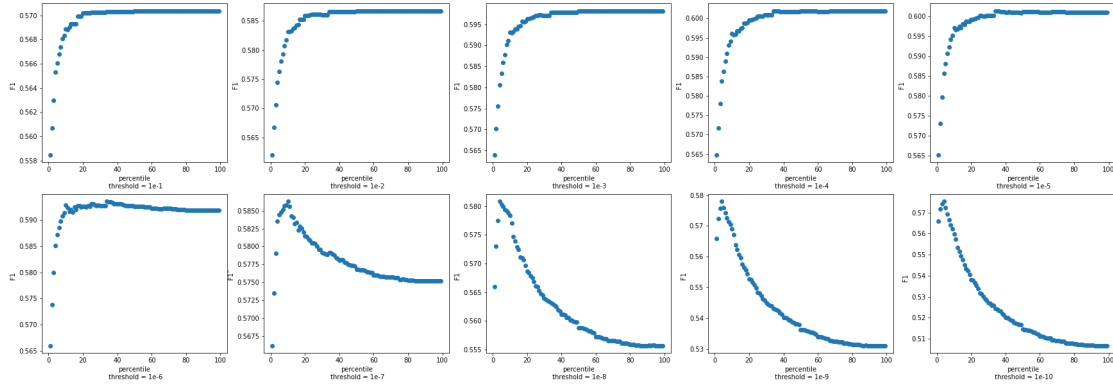 0.570
0.568
0.566
0.564
0.562
0.560
0.558
F1
0 20 40 60 80 100
percentile
threshold = 1e-1
0.585
0.580
0.575
0.570
0.565
F1
0 20 40 60 80 100
percentile
threshold = 1e-2
0.595
0.590
0.585
0.580
0.575
0.570
0.565
F1
0 20 40 60 80 100
percentile
threshold = 1e-3
0.600
0.595
0.590
0.585
0.580
0.575
0.570
0.565
F1
0 20 40 60 80 100
percentile
threshold = 1e-4
0.600
0.595
0.590
0.585
0.580
0.575
0.570
0.565
F1
0 20 40 60 80 100
percentile
threshold = 1e-5
0.590
0.585
0.580
0.575
0.570
0.565
F1
0 20 40 60 80 100
percentile
threshold = 1e-6
0.5850
0.5825
0.5800
0.5775
0.5750
0.5725
0.5700
0.5675
F1
0 20 40 60 80 100
percentile
threshold = 1e-7
0.580
0.575
0.570
0.565
0.560
0.555
F1
0 20 40 60 80 100
percentile
threshold = 1e-8
0.58
0.57
0.56
0.55
0.54
0.53
F1
0 20 40 60 80 100
percentile
threshold = 1e-9
0.57
0.56
0.55
0.54
0.53
0.52
0.51
F1
0 20 40 60 80 100
percentile
threshold = 1e-10